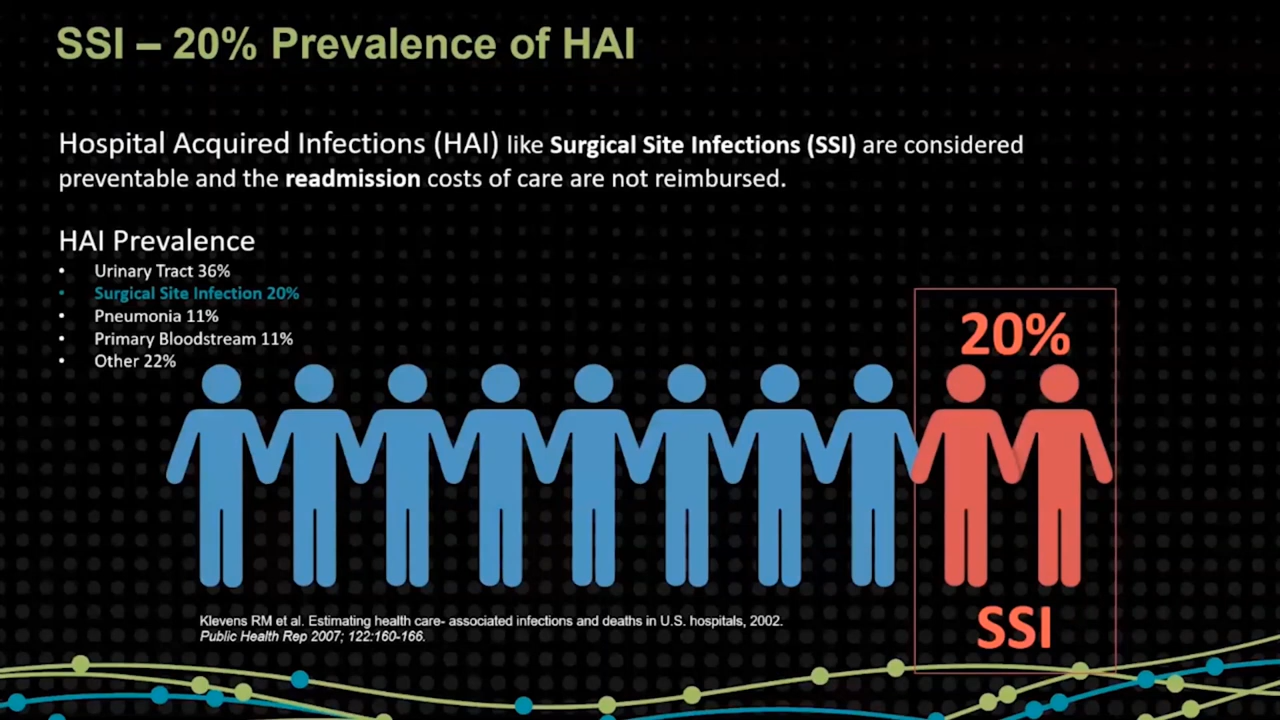 SSI – 20% Prevalence of HAI
Hospital Acquired Infections (HAI) like Surgical Site Infections (SSI) are considered
preventable and the readmission costs of care are not reimbursed.
HAI Prevalence
• Urinary Tract 36%
• Surgical Site Infection 20%
• Pneumonia 11%
• Primary Bloodstream 11%
• Other 22%
20%
SSI
Klevens RM et al. Estimating health care- associated infections and deaths in U.S. hospitals, 2002.
Public Health Rep 2007; 122:160-166.